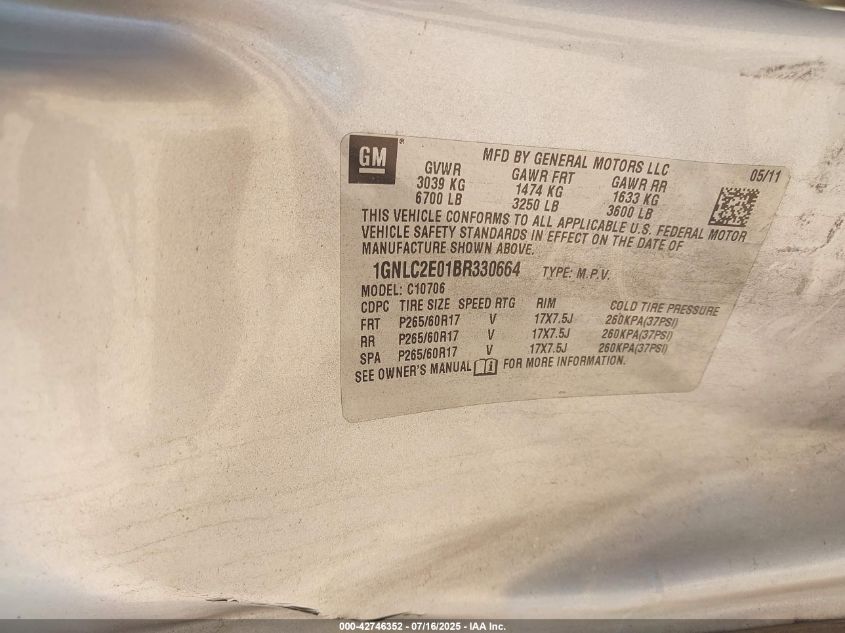 GM
MFD BY GENERAL MOTORS LLC 05/11
GVWR GAWR FRT GAWR RR
3039 KG 1474 KG 1633 KG
6700 LB 3250 LB 3600 LB
THIS VEHICLE CONFORMS TO ALL APPLICABLE U.S. FEDERAL MOTOR
VEHICLE SAFETY STANDARDS IN EFFECT ON THE DATE OF
MANUFACTURE SHOWN ABOVE.
1GNLC2E01BR330664 TYPE: M.P.V.
MODEL: C10706
CDPC TIRE SIZE SPEED RTG RIM COLD TIRE PRESSURE
FRT P265/60R17 V 17X7.5J 260KPA(37PSI)
RR P265/60R17 V 17X7.5J 260KPA(37PSI)
SPA P265/60R17 V 17X7.5J 260KPA(37PSI)
SEE OWNER'S MANUAL FOR MORE INFORMATION.
000-42746352 - 07/16/2025 - IAA Inc.